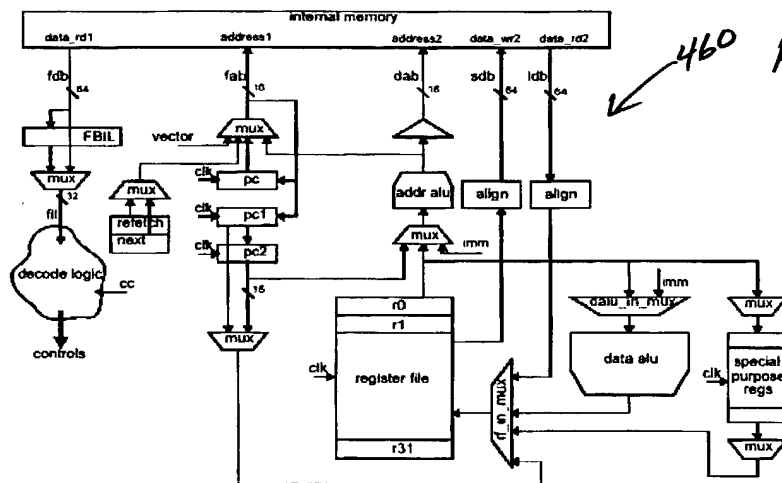 internal memory
data_rd1 address1 address2 data_wr2 data_rd2
460
fdb fab dab sdb ldb
64 16 16 64 64
FBIL
vector
mux
clk pc
mux
mux
32
fil
refetch
next
clk pc1
clk pc2
addr alu
align
align
mux
imm
decode logic
cc
controls
16
mux
r0
r1
clk
register file
r31
rf_in_mux
imm
dalu_in_mux
data alu
mux
clk
special
purpose
regs
mux